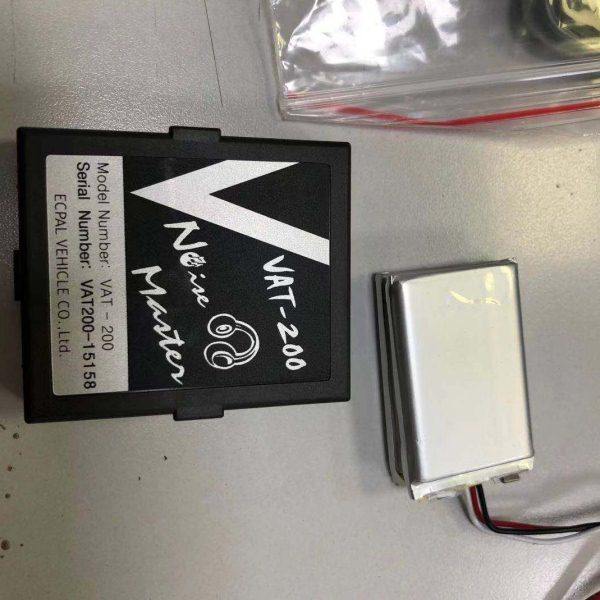 VAT-200
Noise
Master
Model Number: VAT - 200
Serial Number: VAT200-15158
ECPAL VEHICLE CO.,Ltd.